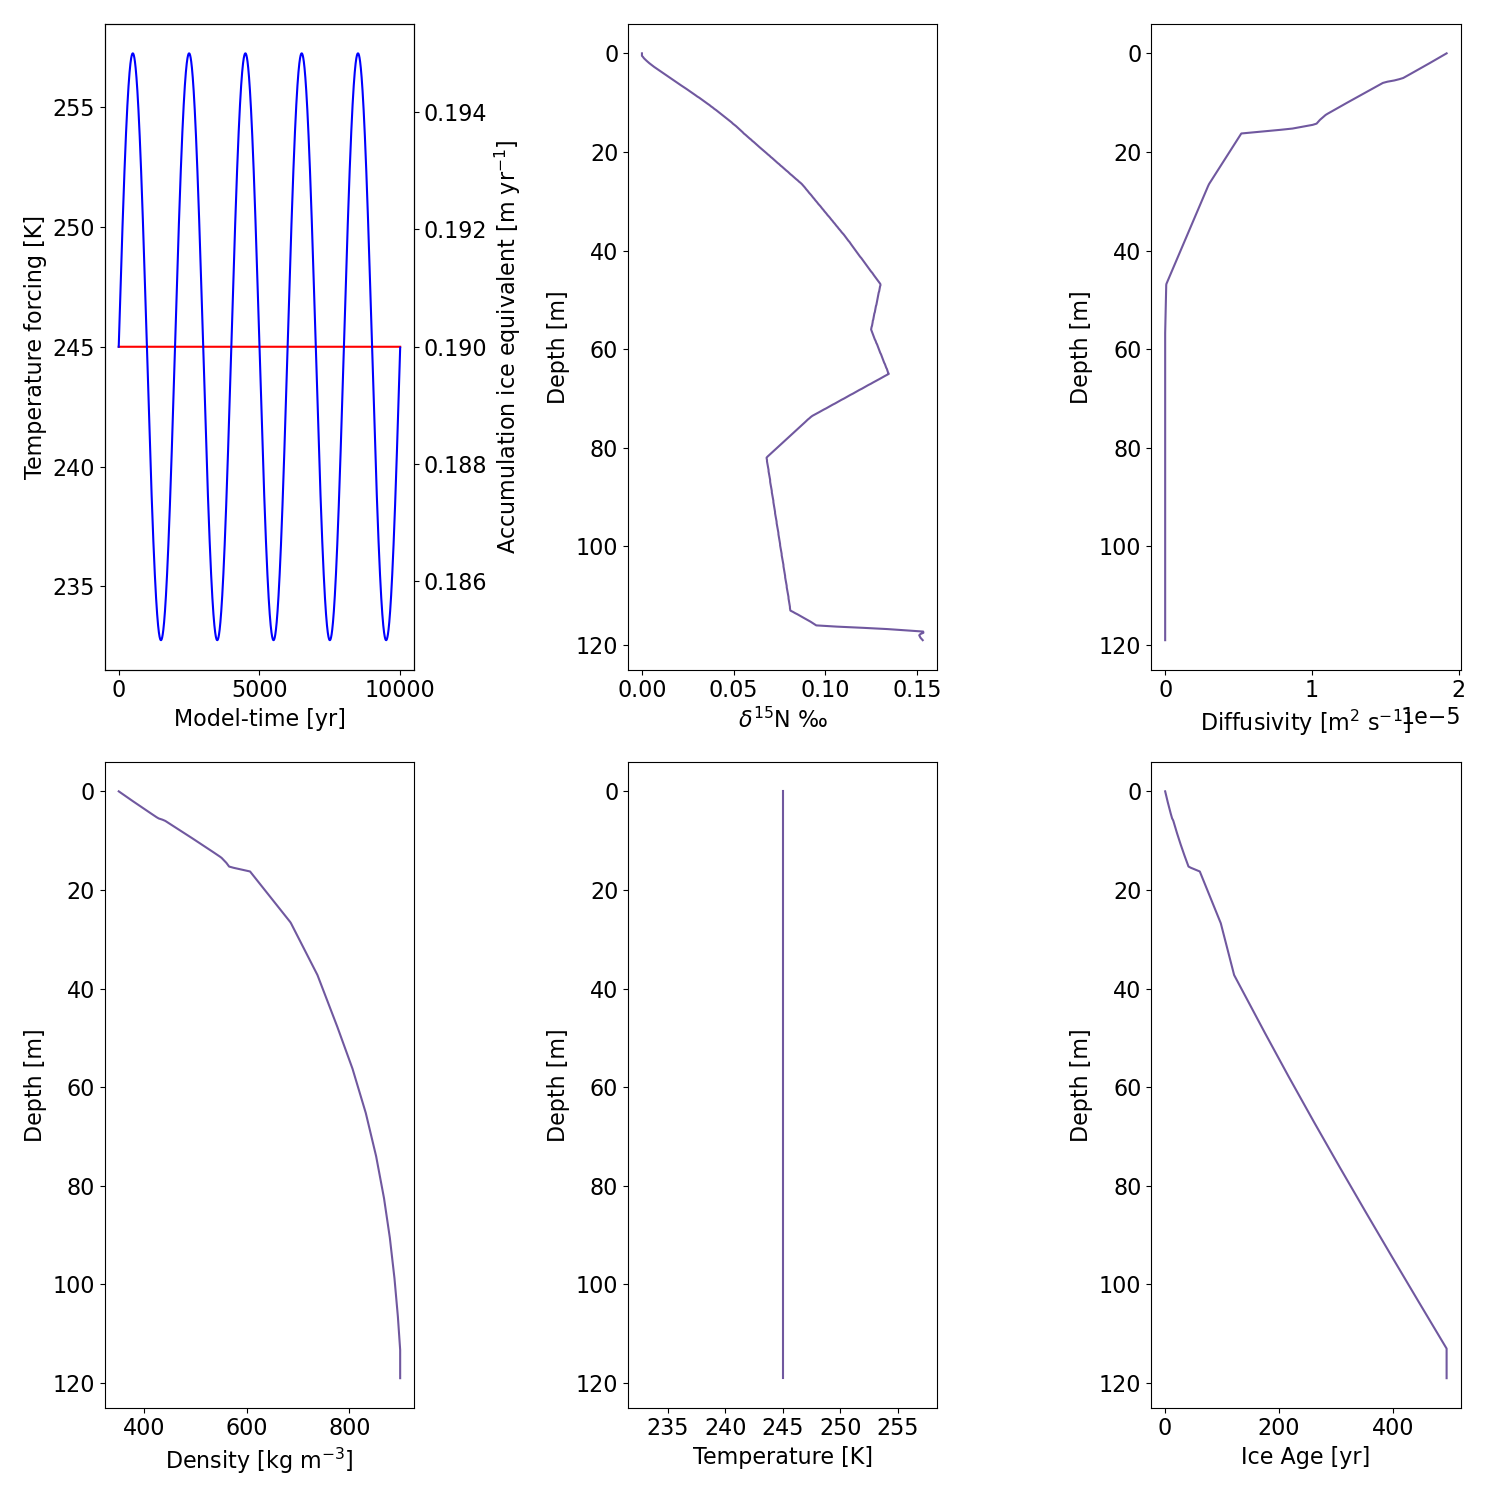 255
250
245
240
235
Temperature forcing [K]
0.194
0.192
0.190
0.188
0.186
Accumulation ice equivalent [m yr⁻¹]
0 5000 10000
Model-time [yr]
0
20
40
60
80
100
120
Depth [m]
0.00 0.05 0.10 0.15
δ¹⁵N ‰
0
20
40
60
80
100
120
Depth [m]
0 1 2
Diffusivity [m² s⁻¹]
1e−5
0
20
40
60
80
100
120
Depth [m]
400 600 800
Density [kg m⁻³]
0
20
40
60
80
100
120
Depth [m]
235 240 245 250 255
Temperature [K]
0
20
40
60
80
100
120
Depth [m]
0 200 400
Ice Age [yr]